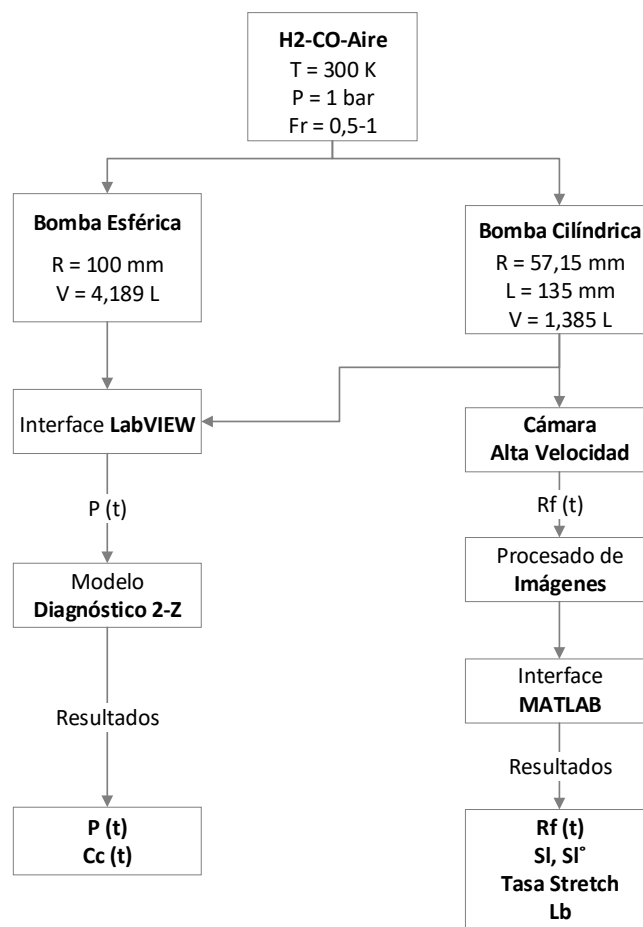 H2-CO-Aire
T = 300 K
P = 1 bar
Fr = 0,5-1
Bomba Esférica
R = 100 mm
V = 4,189 L
Bomba Cilíndrica
R = 57,15 mm
L = 135 mm
V = 1,385 L
Interface LabVIEW
Cámara
Alta Velocidad
P (t)
Rf (t)
Modelo
Diagnóstico 2-Z
Procesado de
Imágenes
Interface
MATLAB
Resultados
Resultados
P (t)
Cc (t)
Rf (t)
Sl, Sl°
Tasa Stretch
Lb